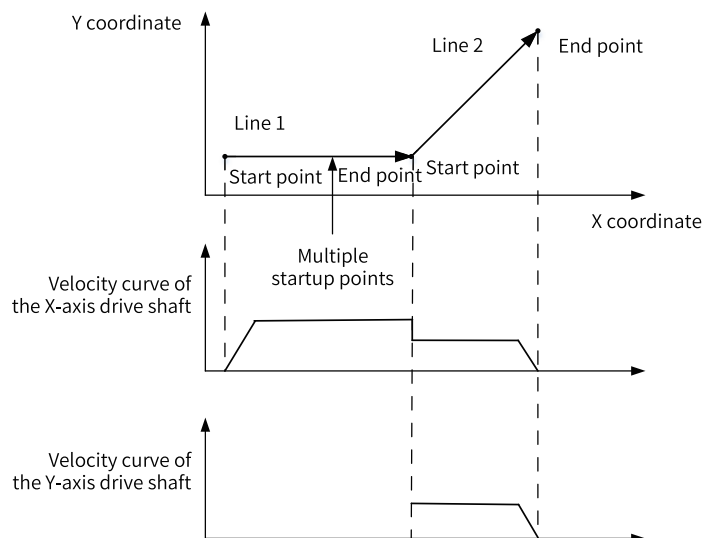 Y coordinate
Line 2
End point
Line 1
Start point
End point
Start point
X coordinate
Multiple
startup points
Velocity curve of
the X-axis drive shaft
Velocity curve of
the Y-axis drive shaft